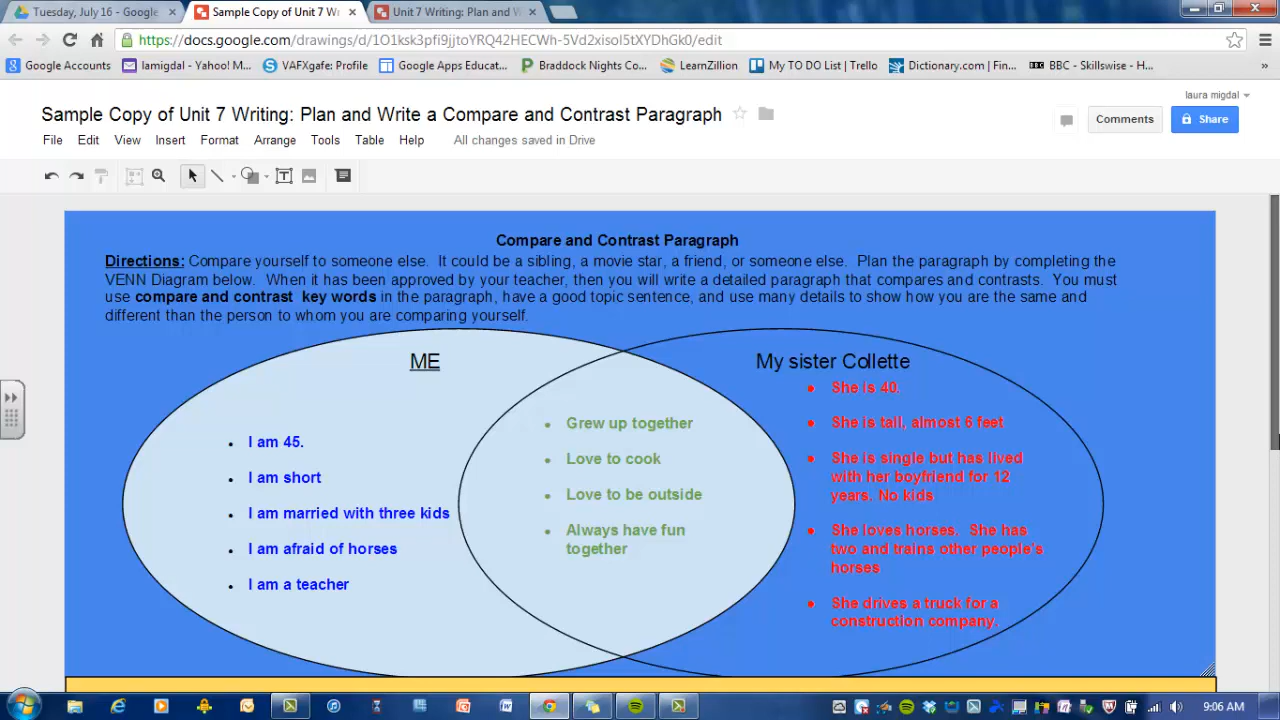 Tuesday, July 16 - Google
Sample Copy of Unit 7 W
Unit 7 Writing: Plan and W
https://docs.google.com/drawings/d/1O1ksk3pfi9jjtoYRQ42HECWh-5Vd2xisol5tXYDhGk0/edit
Google Accounts
lamigdal - Yahoo! M...
VAFXgafe: Profile
Google Apps Educat...
Braddock Nights Co...
LearnZillion
My TO DO List | Trello
Dictionary.com | Fin...
BBC - Skillswise - H...
laura migdal
Sample Copy of Unit 7 Writing: Plan and Write a Compare and Contrast Paragraph
Comments
Share
File Edit View Insert Format Arrange Tools Table Help All changes saved in Drive
Compare and Contrast Paragraph
Directions: Compare yourself to someone else. It could be a sibling, a movie star, a friend, or someone else. Plan the paragraph by completing the
VENN Diagram below. When it has been approved by your teacher, then you will write a detailed paragraph that compares and contrasts. You must
use compare and contrast key words in the paragraph, have a good topic sentence, and use many details to show how you are the same and
different than the person to whom you are comparing yourself.
ME
I am 45.
I am short
I am married with three kids
I am afraid of horses
I am a teacher
Grew up together
Love to cook
Love to be outside
Always have fun
together
My sister Collette
She is 40.
She is tall, almost 6 feet
She is single but has lived
with her boyfriend for 12
years. No kids
She loves horses. She has
two and trains other people's
horses
She drives a truck for a
construction company.
9:06 AM